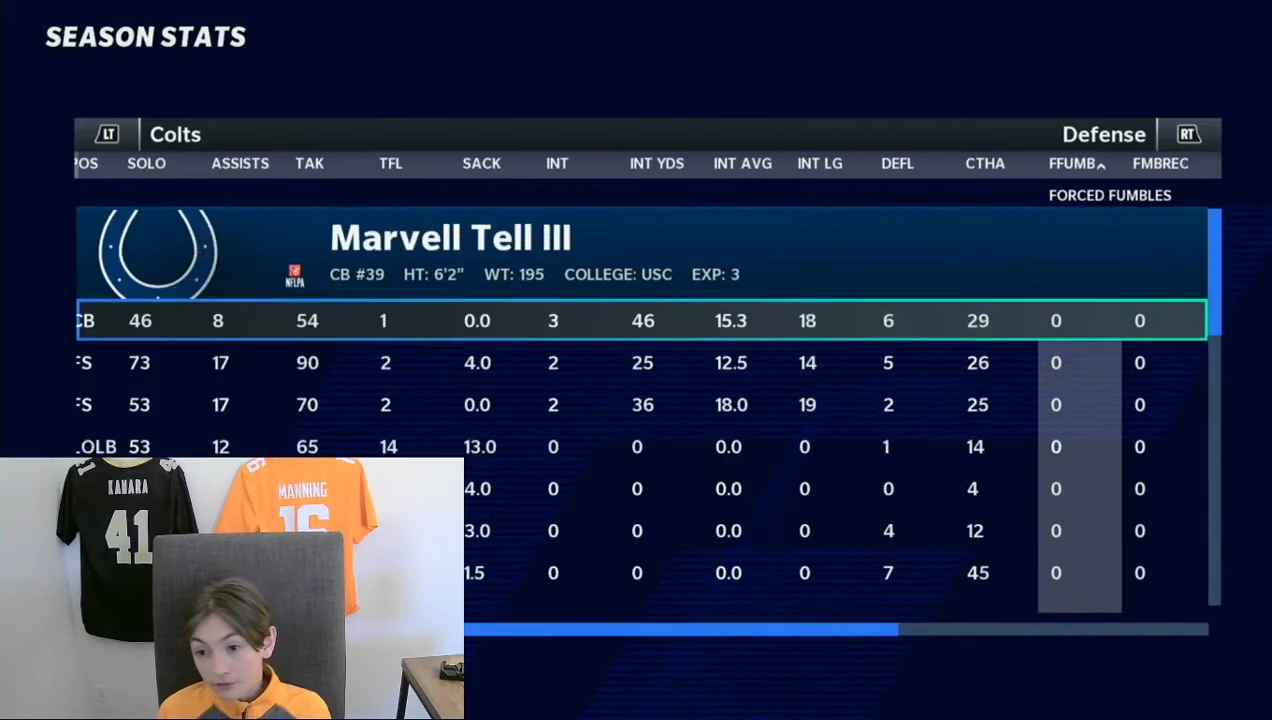 SEASON STATS
LT Colts Defense RT
POS SOLO ASSISTS TAK TFL SACK INT INT YDS INT AVG INT LG DEFL CTHA FFUMB FMBREC
FORCED FUMBLES
Marvell Tell III
NFLPA CB #39 HT: 6'2" WT: 195 COLLEGE: USC EXP: 3
CB 46 8 54 1 0.0 3 46 15.3 18 6 29 0 0
FS 73 17 90 2 4.0 2 25 12.5 14 5 26 0 0
FS 53 17 70 2 0.0 2 36 18.0 19 2 25 0 0
LOLB 53 12 65 14 13.0 0 0 0.0 0 1 14 0 0
4.0 0 0 0.0 0 0 4 0 0
3.0 0 0 0.0 0 4 12 0 0
1.5 0 0 0.0 0 7 45 0 0
KAMARA
41
MANNING
16